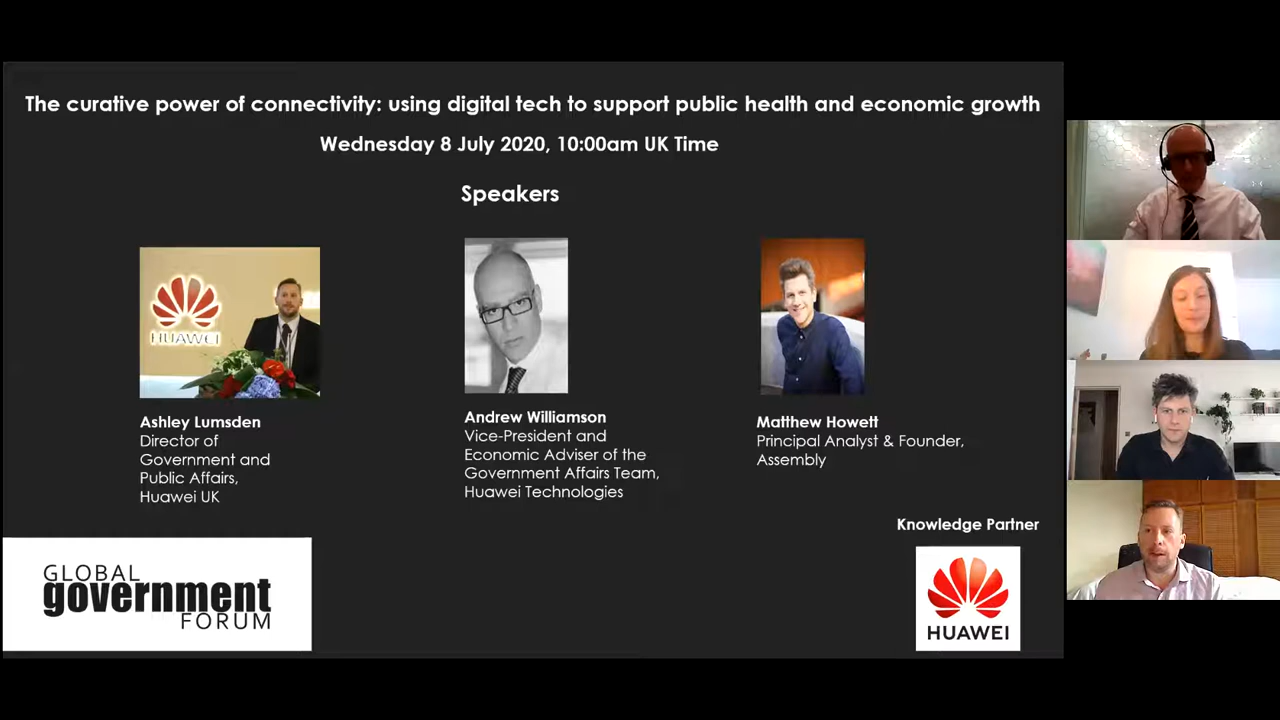 The curative power of connectivity: using digital tech to support public health and economic growth
Wednesday 8 July 2020, 10:00am UK Time
Speakers
HUAWEI
Ashley Lumsden
Director of
Government and
Public Affairs,
Huawei UK
Andrew Williamson
Vice-President and
Economic Adviser of the
Government Affairs Team,
Huawei Technologies
Matthew Howett
Principal Analyst & Founder,
Assembly
Knowledge Partner
GLOBAL
government
FORUM
HUAWEI